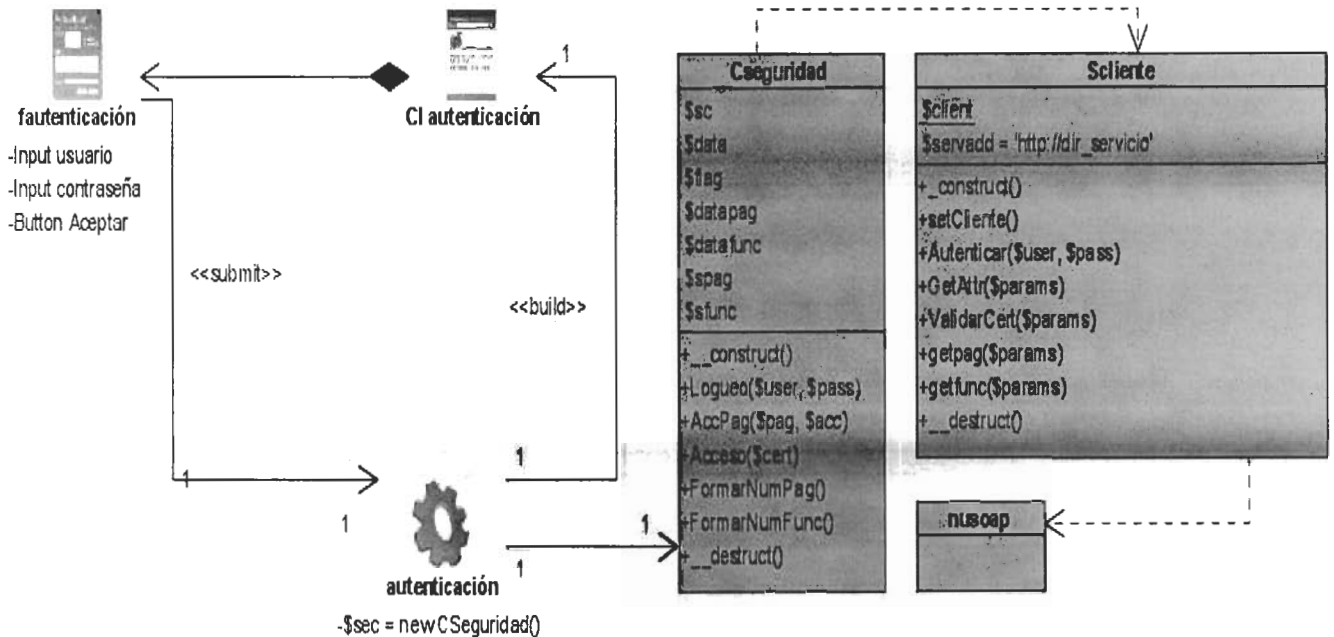 fautenticación
-Input usuario
-Input contraseña
-Button Aceptar
<<submit>>
1
1
CI autenticación
1
<<build>>
1
1
1
autenticación
-$sec = newCSeguridad()
Cseguridad
$sc
$data
$flag
$datapag
$datafunc
$spag
$sfunc
+__construct()
+Logueo($user, $pass)
+AccPag($pag, $acc)
+Acceso($cert)
+FormarNumPag()
+FormarNumFunc()
+__destruct()
Scliente
$client
$servadd = 'http://dir_servicio'
+_construct()
+setCliente()
+Autenticar($user, $pass)
+GetAttr($params)
+ValidarCert($params)
+getpag($params)
+getfunc($params)
+__destruct()
nusoap